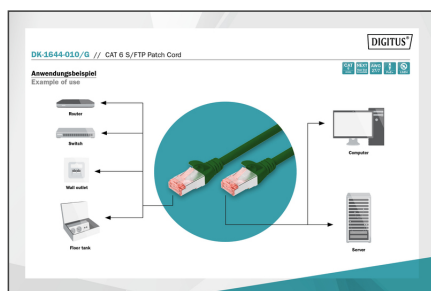 DIGITUS®
DK-1644-010/G // CAT 6 S/FTP Patch Cord
Anwendungsbeispiel
Example of use
Router
Switch
Wall outlet
Floor tank
Computer
Server